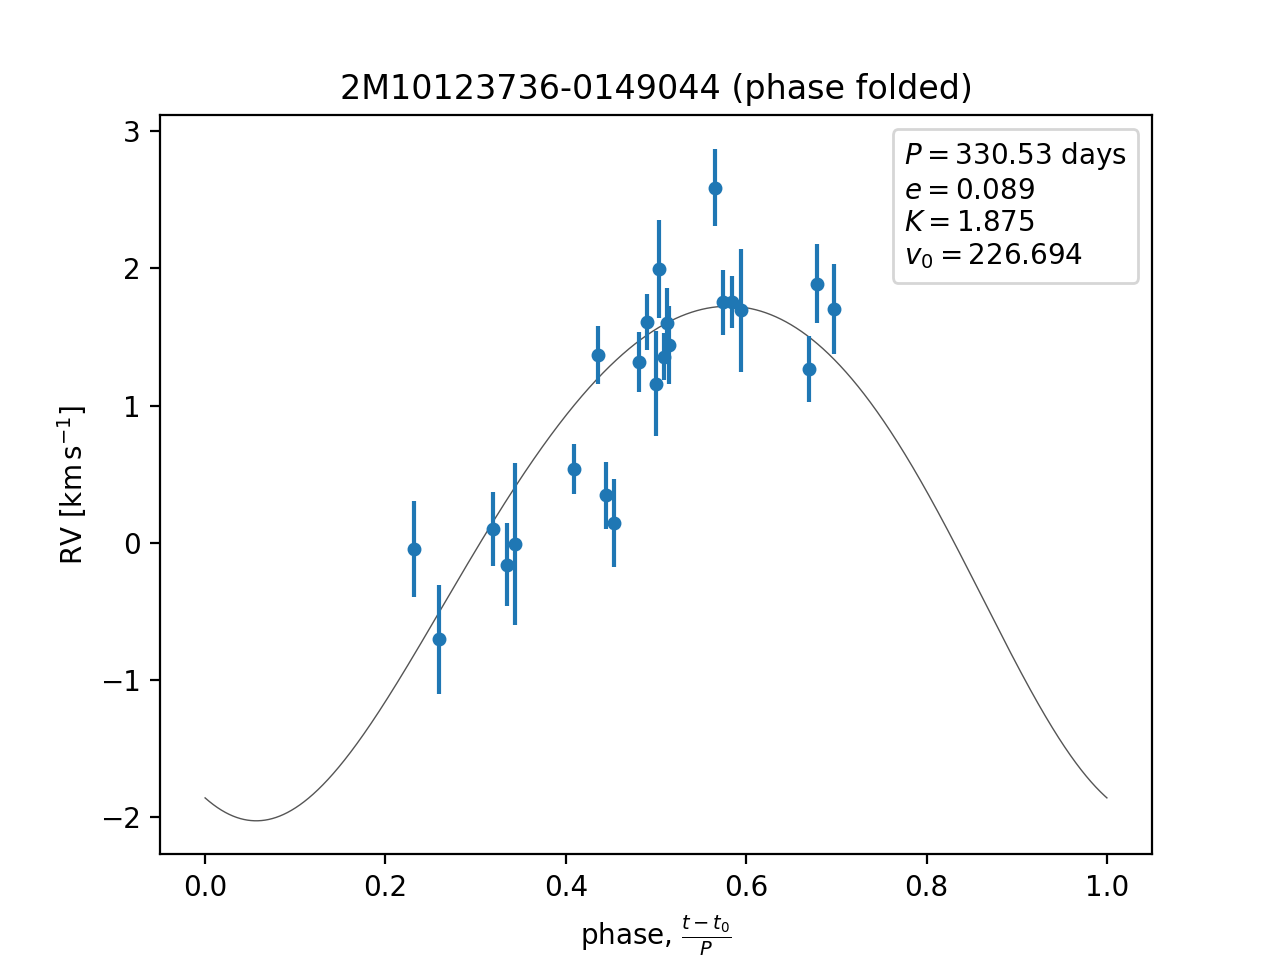 2M10123736-0149044 (phase folded)
P = 330.53 days
e = 0.089
K = 1.875
v₀ = 226.694
RV [km s⁻¹]
3
2
1
0
−1
−2
0.0 0.2 0.4 0.6 0.8 1.0
phase, (t − t₀)/P